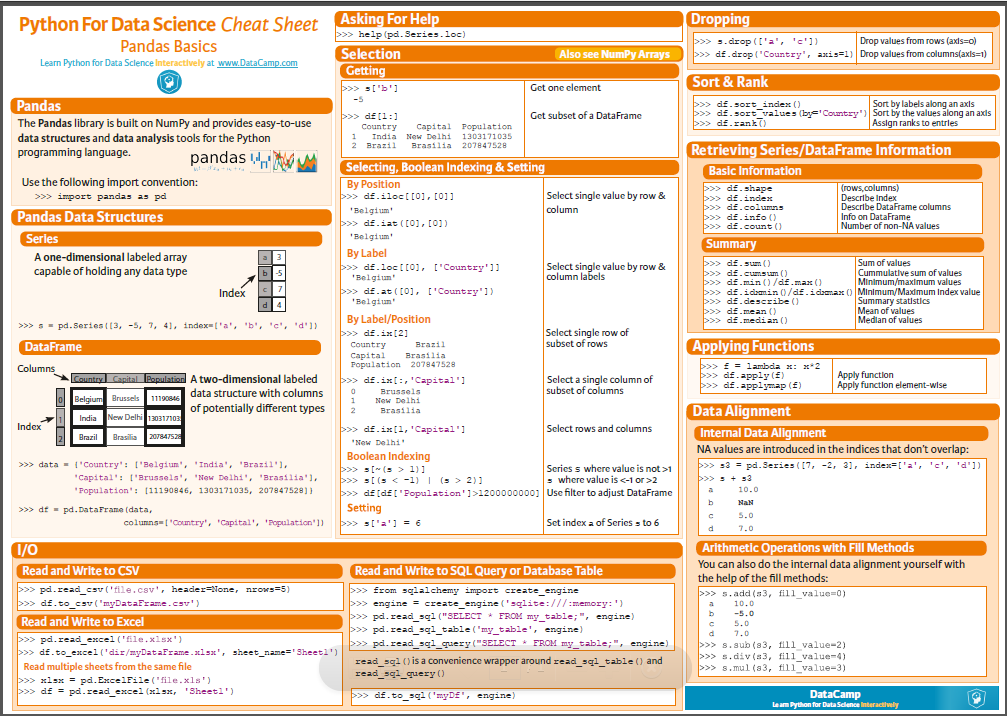 Python For Data Science Cheat Sheet
Pandas Basics
Learn Python for Data Science Interactively at www.DataCamp.com
Pandas
The Pandas library is built on NumPy and provides easy-to-use
data structures and data analysis tools for the Python
programming language.
pandas
Use the following import convention:
>>> import pandas as pd
Pandas Data Structures
Series
A one-dimensional labeled array
capable of holding any data type
a 3
b -5
c 7
d 4
Index
>>> s = pd.Series([3, -5, 7, 4], index=['a', 'b', 'c', 'd'])
DataFrame
Columns
Country Capital Population
0 Belgium Brussels 11190846
1 India New Delhi 1303171035
2 Brazil Brasília 207847528
Index
A two-dimensional labeled
data structure with columns
of potentially different types
>>> data = {'Country': ['Belgium', 'India', 'Brazil'],
'Capital': ['Brussels', 'New Delhi', 'Brasília'],
'Population': [11190846, 1303171035, 207847528]}
>>> df = pd.DataFrame(data,
columns=['Country', 'Capital', 'Population'])
Asking For Help
>>> help(pd.Series.loc)
Selection
Also see NumPy Arrays
Getting
>>> s['b'] Get one element
-5
>>> df[1:] Get subset of a DataFrame
Country Capital Population
1 India New Delhi 1303171035
2 Brazil Brasília 207847528
Selecting, Boolean Indexing & Setting
By Position
>>> df.iloc[[0],[0]] Select single value by row &
'Belgium' column
>>> df.iat([0],[0])
'Belgium'
By Label
>>> df.loc[[0], ['Country']] Select single value by row &
'Belgium' column labels
>>> df.at([0], ['Country'])
'Belgium'
By Label/Position
>>> df.ix[2] Select single row of
Country Brazil subset of rows
Capital Brasília
Population 207847528
>>> df.ix[:,'Capital'] Select a single column of
0 Brussels subset of columns
1 New Delhi
2 Brasília
>>> df.ix[1,'Capital'] Select rows and columns
'New Delhi'
Boolean Indexing
>>> s[~(s > 1)] Series s where value is not >1
>>> s[(s < -1) | (s > 2)] s where value is <-1 or >2
>>> df[df['Population']>1200000000] Use filter to adjust DataFrame
Setting
>>> s['a'] = 6 Set index a of Series s to 6
Dropping
>>> s.drop(['a', 'c']) Drop values from rows (axis=0)
>>> df.drop('Country', axis=1) Drop values from columns(axis=1)
Sort & Rank
>>> df.sort_index() Sort by labels along an axis
>>> df.sort_values(by='Country') Sort by the values along an axis
>>> df.rank() Assign ranks to entries
Retrieving Series/DataFrame Information
Basic Information
>>> df.shape (rows,columns)
>>> df.index Describe index
>>> df.columns Describe DataFrame columns
>>> df.info() Info on DataFrame
>>> df.count() Number of non-NA values
Summary
>>> df.sum() Sum of values
>>> df.cumsum() Cummulative sum of values
>>> df.min()/df.max() Minimum/maximum values
>>> df.idxmin()/df.idxmax() Minimum/Maximum index value
>>> df.describe() Summary statistics
>>> df.mean() Mean of values
>>> df.median() Median of values
Applying Functions
>>> f = lambda x: x*2
>>> df.apply(f) Apply function
>>> df.applymap(f) Apply function element-wise
Data Alignment
Internal Data Alignment
NA values are introduced in the indices that don't overlap:
>>> s3 = pd.Series([7, -2, 3], index=['a', 'c', 'd'])
>>> s + s3
a 10.0
b NaN
c 5.0
d 7.0
Arithmetic Operations with Fill Methods
You can also do the internal data alignment yourself with
the help of the fill methods:
>>> s.add(s3, fill_value=0)
a 10.0
b -5.0
c 5.0
d 7.0
>>> s.sub(s3, fill_value=2)
>>> s.div(s3, fill_value=4)
>>> s.mul(s3, fill_value=3)
I/O
Read and Write to CSV
>>> pd.read_csv('file.csv', header=None, nrows=5)
>>> df.to_csv('myDataFrame.csv')
Read and Write to Excel
>>> pd.read_excel('file.xlsx')
>>> df.to_excel('dir/myDataFrame.xlsx', sheet_name='Sheet1')
Read multiple sheets from the same file
>>> xlsx = pd.ExcelFile('file.xls')
>>> df = pd.read_excel(xlsx, 'Sheet1')
Read and Write to SQL Query or Database Table
>>> from sqlalchemy import create_engine
>>> engine = create_engine('sqlite:///:memory:')
>>> pd.read_sql("SELECT * FROM my_table;", engine)
>>> pd.read_sql_table('my_table', engine)
>>> pd.read_sql_query("SELECT * FROM my_table;", engine)
read_sql() is a convenience wrapper around read_sql_table() and
read_sql_query()
>>> df.to_sql('myDf', engine)
DataCamp
Learn Python for Data Science Interactively